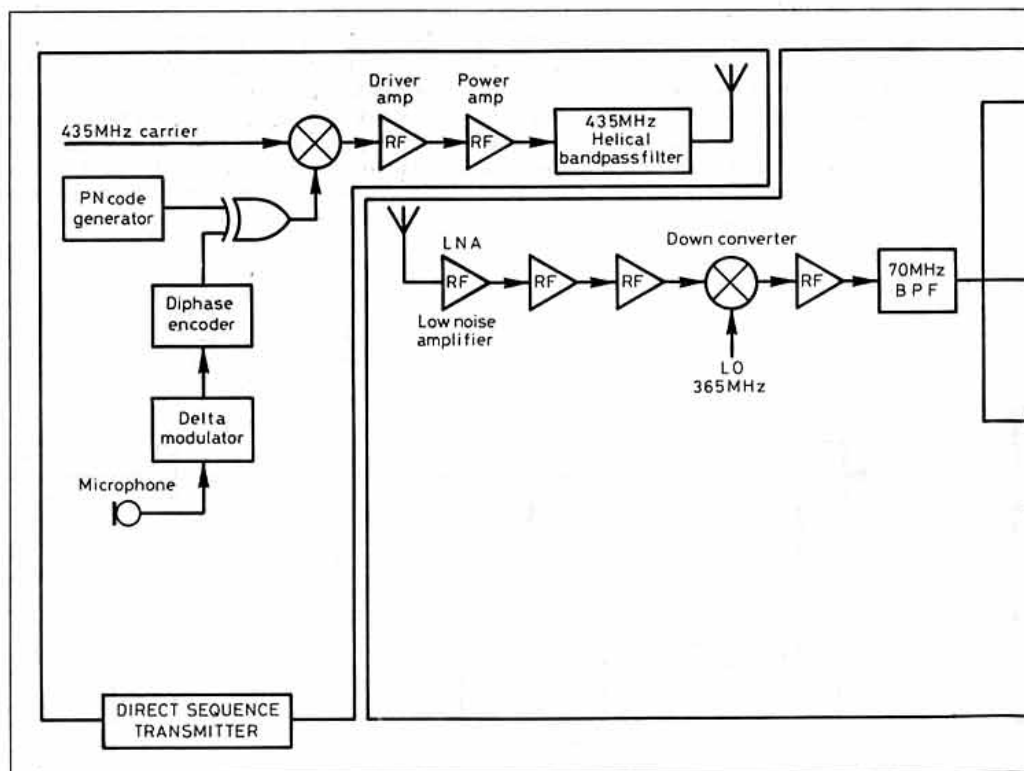 Driver
amp
Power
amp
435MHz carrier
RF
RF
435MHz
Helical
bandpassfilter
PN code
generator
Diphase
encoder
Delta
modulator
Microphone
DIRECT SEQUENCE
TRANSMITTER
LNA
RF
Low noise
amplifier
RF
RF
Down converter
LO
365MHz
RF
70MHz
BPF